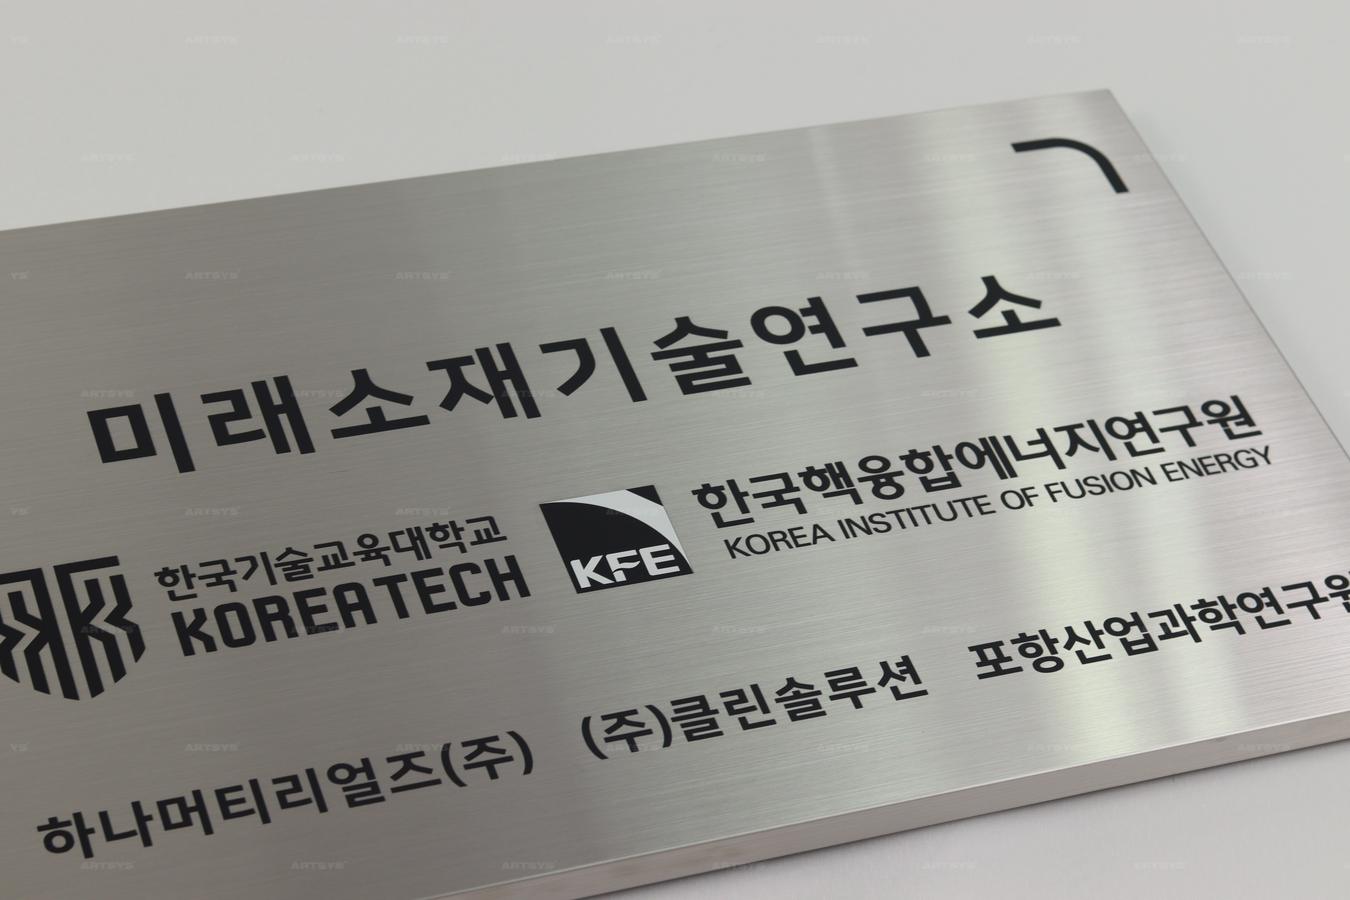 미래소재기술연구소
한국기술교육대학교
KOREATECH
KFE
한국핵융합에너지연구원
KOREA INSTITUTE OF FUSION ENERGY
하나머티리얼즈(주) (주)클린솔루션 포항산업과학연구원
ARTSYS